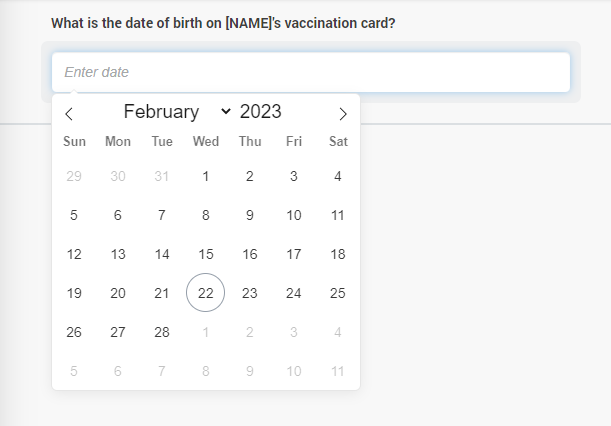 What is the date of birth on [NAME]'s vaccination card?
Enter date
February 2023
Sun Mon Tue Wed Thu Fri Sat
29 30 31 1 2 3 4
5 6 7 8 9 10 11
12 13 14 15 16 17 18
19 20 21 22 23 24 25
26 27 28 1 2 3 4
5 6 7 8 9 10 11